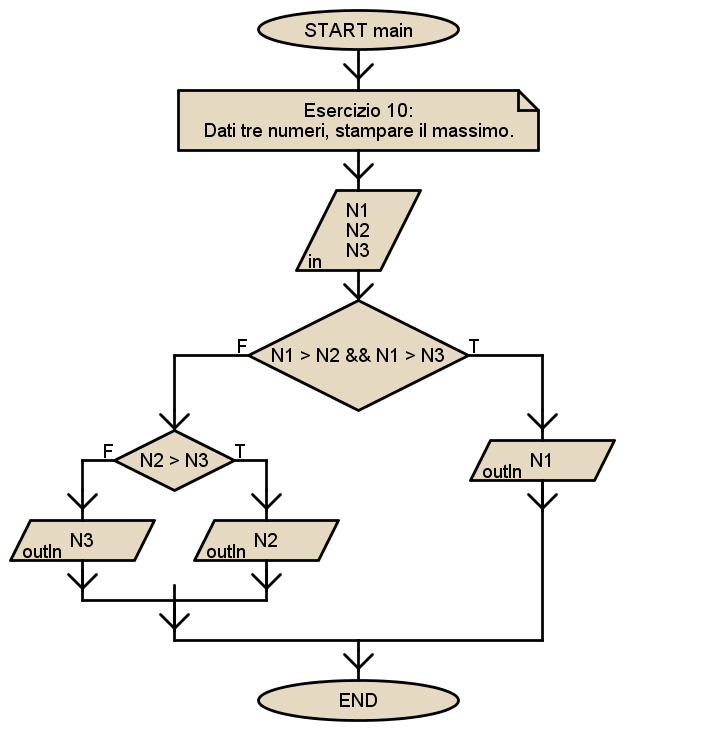 START main
Esercizio 10:
Dati tre numeri, stampare il massimo.
N1
N2
N3
in
F
N1 > N2 && N1 > N3
T
F
N2 > N3
T
N1
outln
N3
outln
N2
outln
END